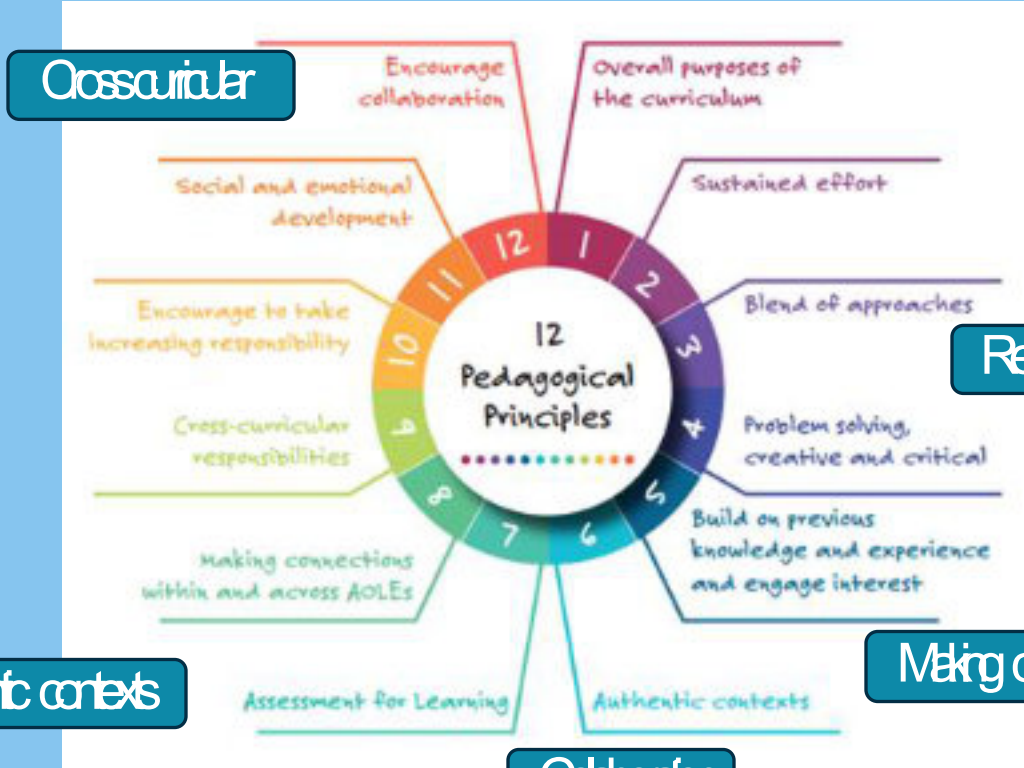 Crosscurricular
Encourage
collaboration
Overall purposes of
the curriculum
Social and emotional
development
Sustained effort
Encourage to take
increasing responsibility
Blend of approaches
12
11
10
9
8
7
6
5
4
3
2
1
12
Pedagogical
Principles
Cross-curricular
responsibilities
Problem solving,
creative and critical
Build on previous
knowledge and experience
and engage interest
Making connections
within and across AOLEs
Assessment for Learning
Authentic contexts
Re
Making c
contexts